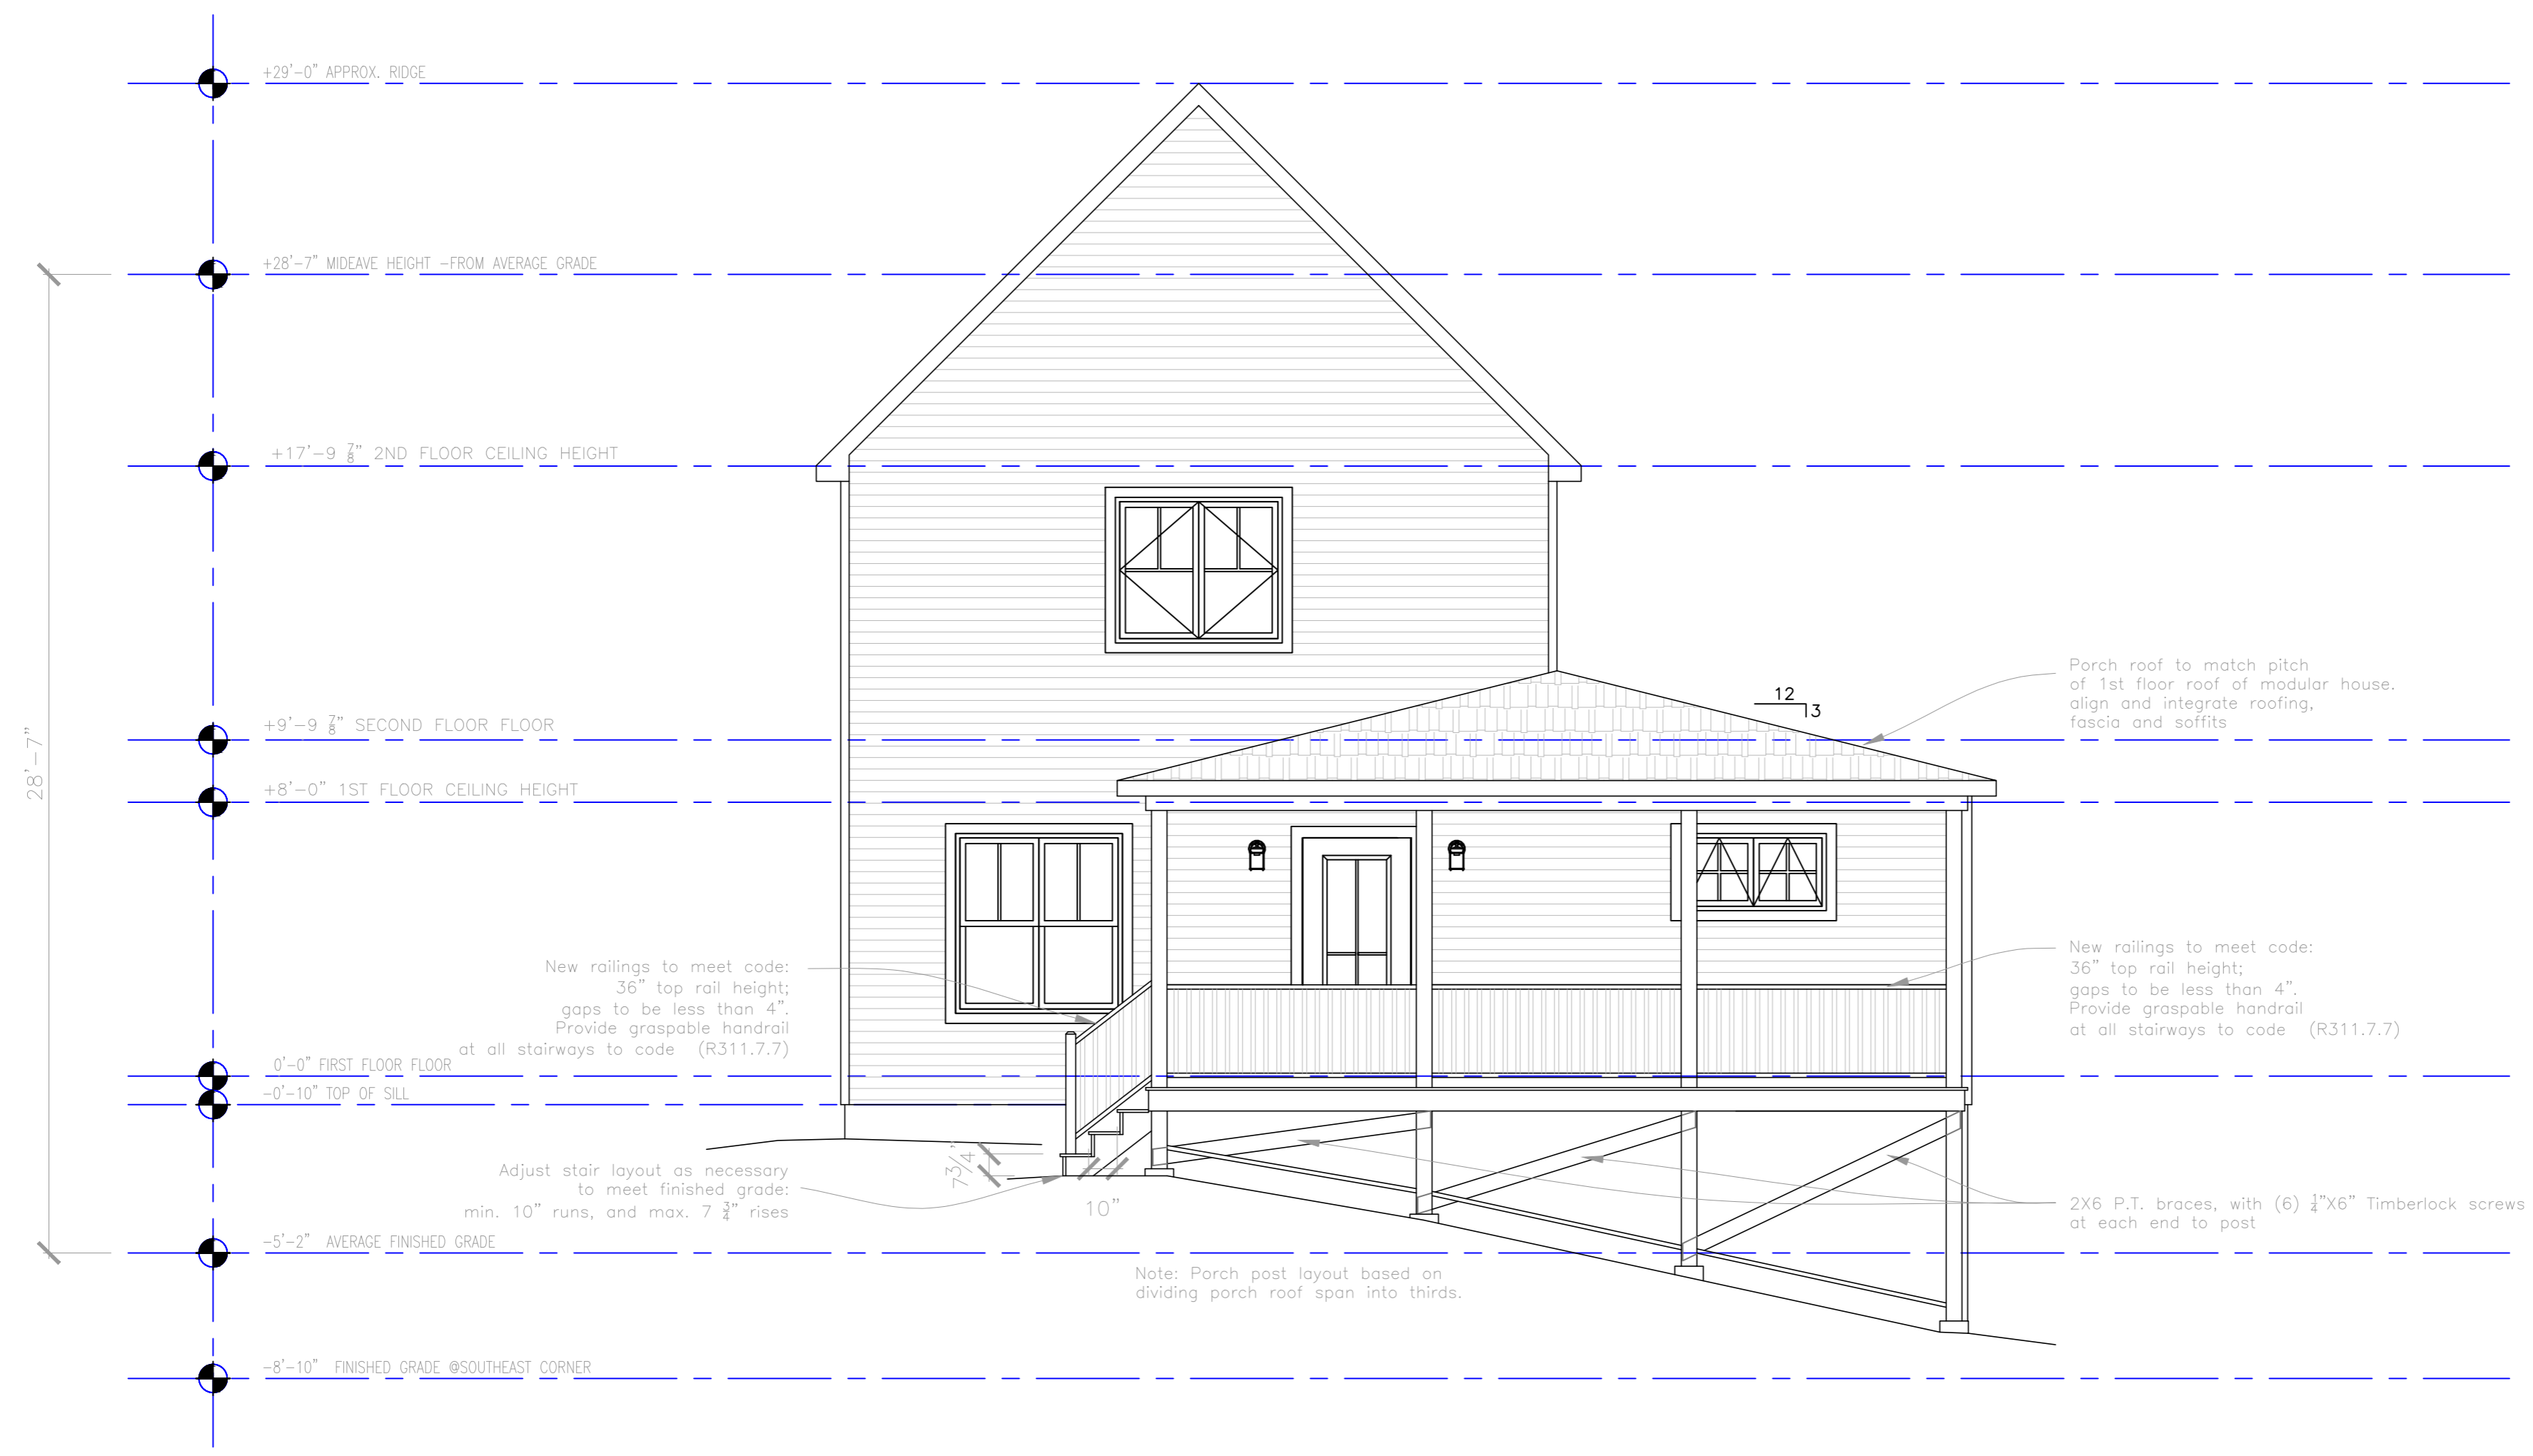 +29'-0" APPROX. RIDGE
+28'-7" MIDEAVE HEIGHT -FROM AVERAGE GRADE
+17'-9 7/8" 2ND FLOOR CEILING HEIGHT
+9'-9 7/8" SECOND FLOOR FLOOR
+8'-0" 1ST FLOOR CEILING HEIGHT
0'-0" FIRST FLOOR FLOOR
-0'-10" TOP OF SILL
-5'-2" AVERAGE FINISHED GRADE
-8'-10" FINISHED GRADE @SOUTHEAST CORNER
28'-7"
New railings to meet code:
36" top rail height;
gaps to be less than 4".
Provide graspable handrail
at all stairways to code (R311.7.7)
Adjust stair layout as necessary
to meet finished grade:
min. 10" runs, and max. 7 3/4" rises
7 3/4"
10"
Note: Porch post layout based on
dividing porch roof span into thirds.
12
3
Porch roof to match pitch
of 1st floor roof of modular house.
align and integrate roofing,
fascia and soffits
New railings to meet code:
36" top rail height;
gaps to be less than 4".
Provide graspable handrail
at all stairways to code (R311.7.7)
2X6 P.T. braces, with (6) 1/4"X6" Timberlock screws
at each end to post